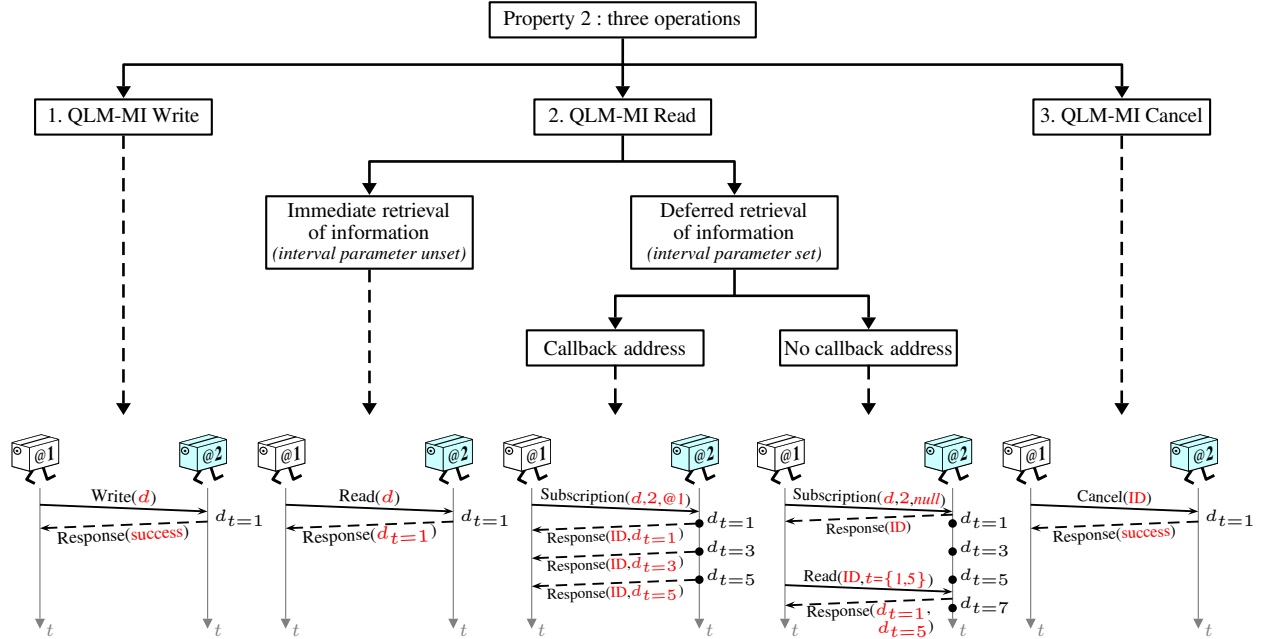 Property 2 : three operations
1. QLM-MI Write
2. QLM-MI Read
3. QLM-MI Cancel
Immediate retrieval
of information
(interval parameter unset)
Deferred retrieval
of information
(interval parameter set)
Callback address
No callback address
@1
@2
Write(d)
d_{t=1}
Response(success)
t
t
@1
@2
Read(d)
d_{t=1}
Response(d_{t=1})
t
t
@1
@2
Subscription(d,2,@1)
d_{t=1}
Response(ID,d_{t=1})
d_{t=3}
Response(ID,d_{t=3})
d_{t=5}
Response(ID,d_{t=5})
t
t
@1
@2
Subscription(d,2,null)
d_{t=1}
Response(ID)
d_{t=3}
d_{t=5}
Read(ID,t={1,5})
d_{t=7}
Response(d_{t=1},
d_{t=5})
t
t
@1
@2
Cancel(ID)
d_{t=1}
Response(success)
t
t